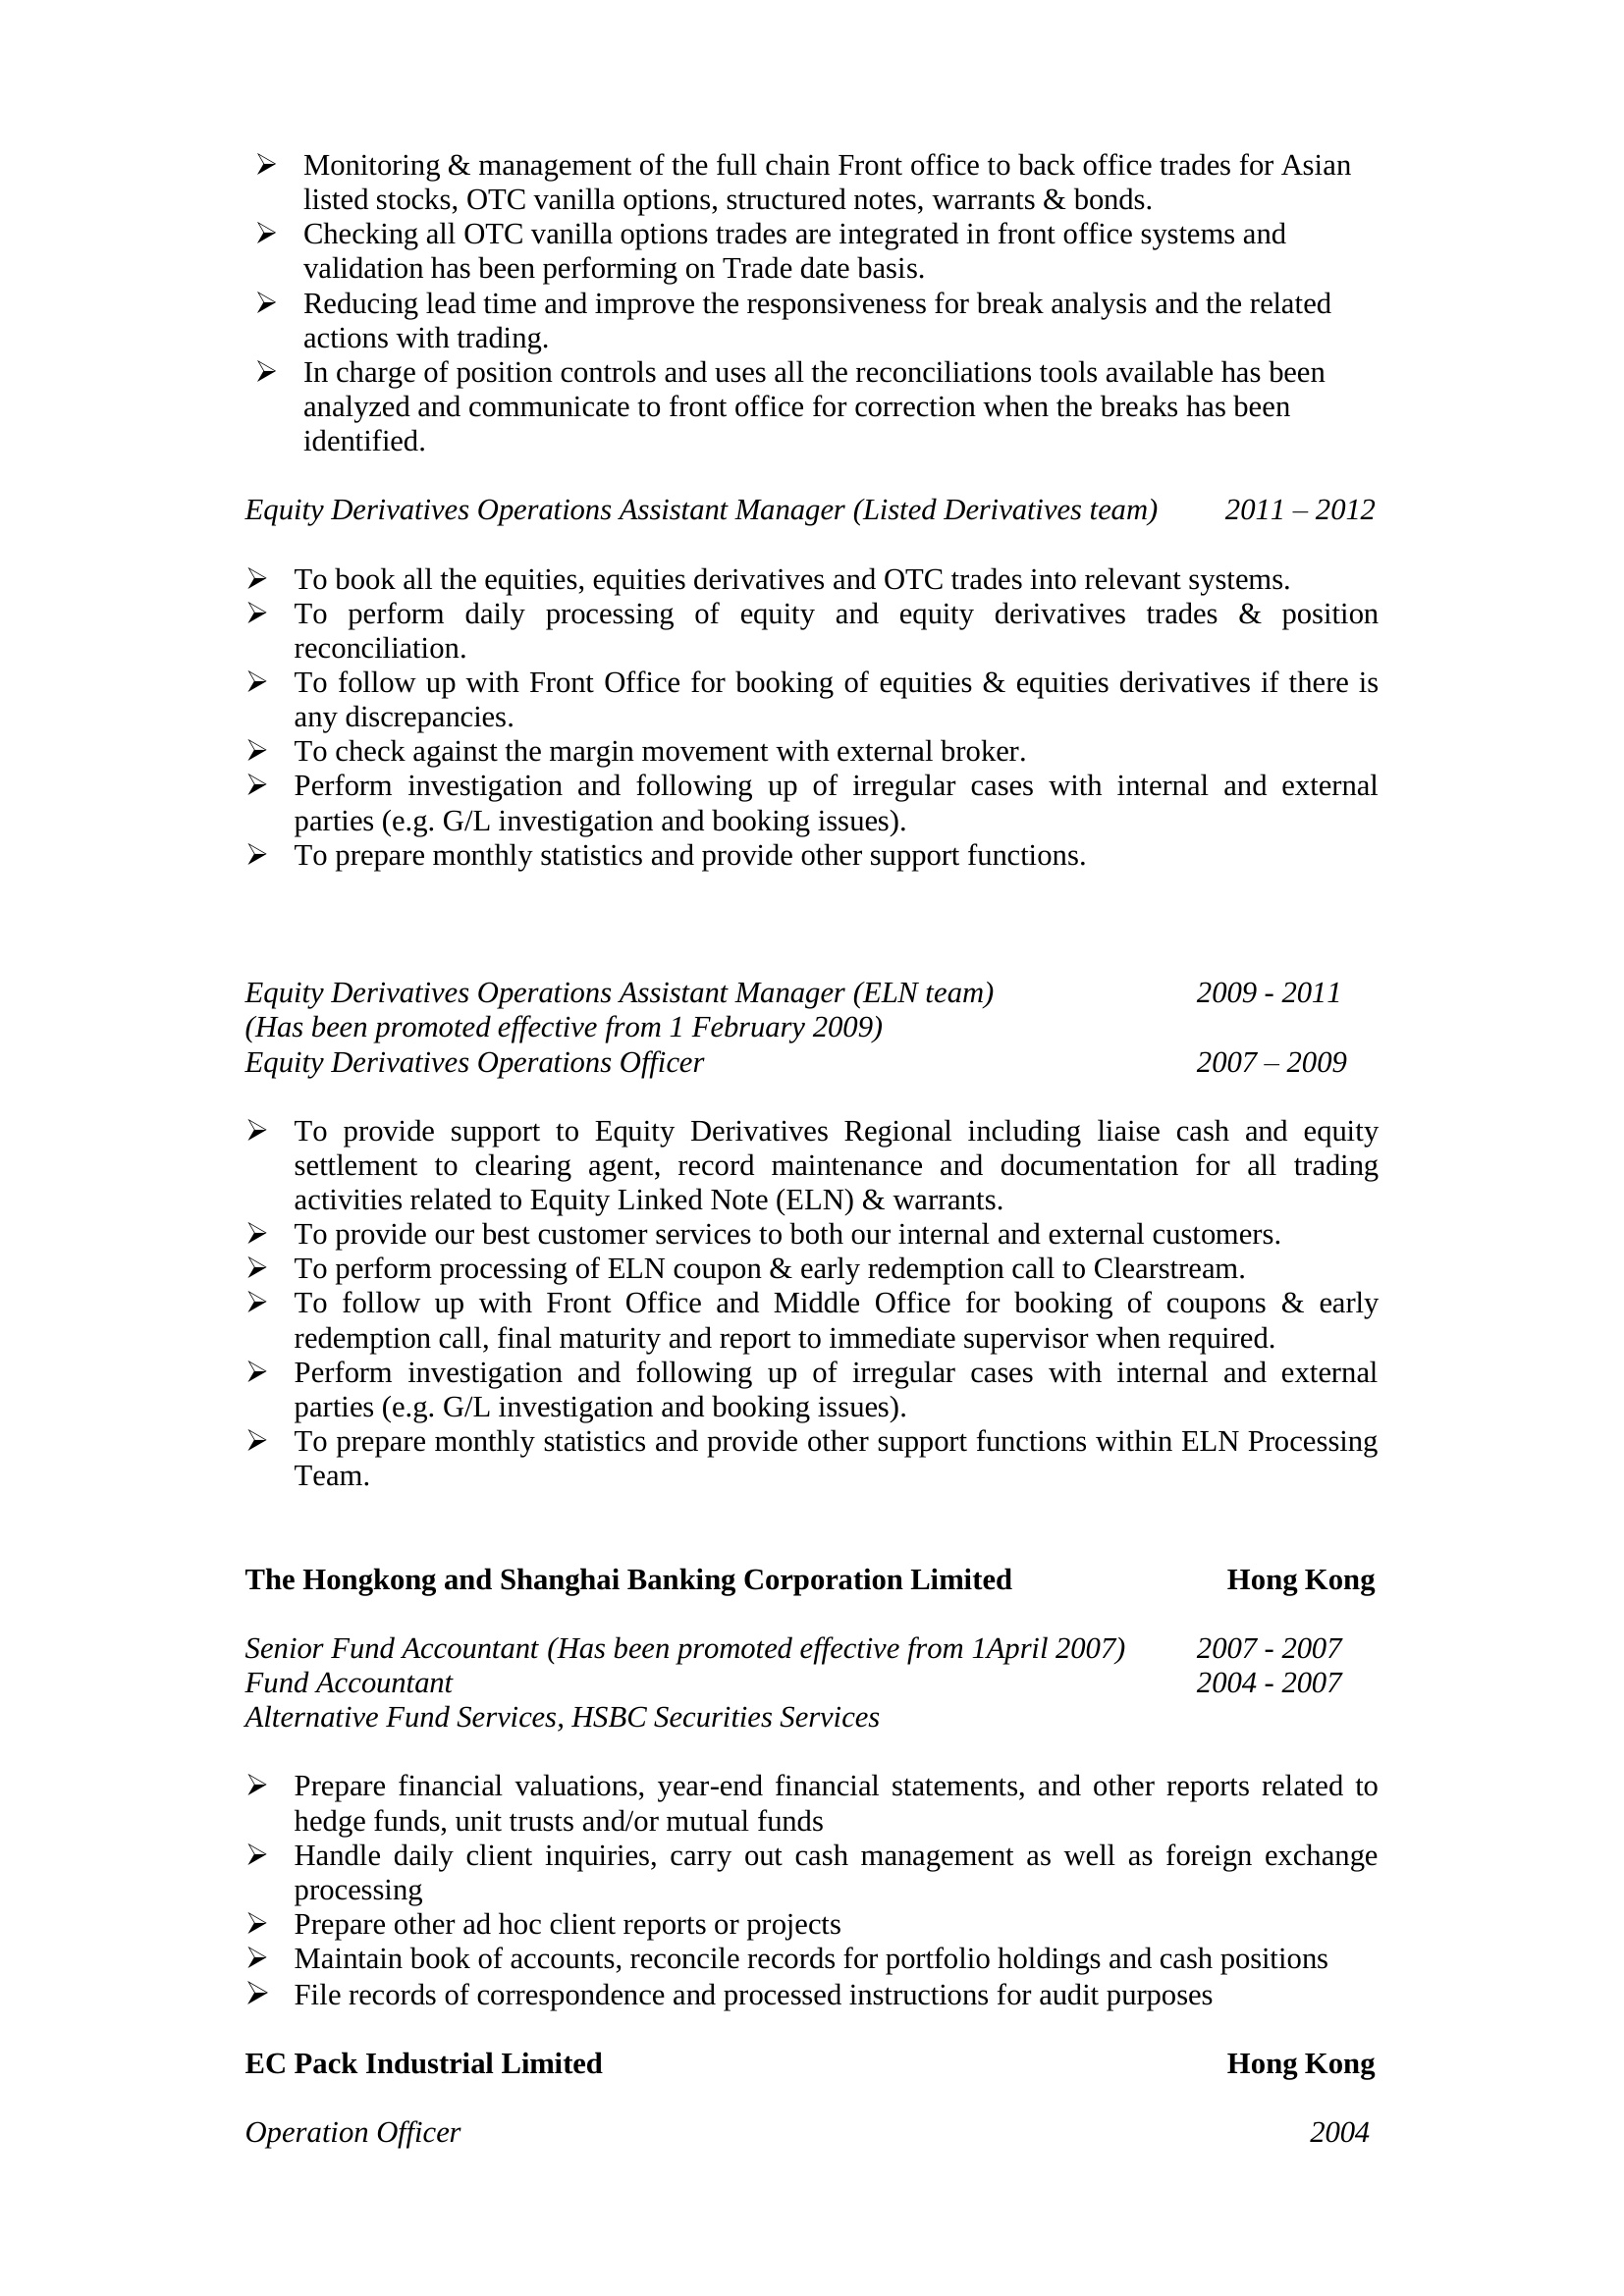 ➢ Monitoring & management of the full chain Front office to back office trades for Asian
listed stocks, OTC vanilla options, structured notes, warrants & bonds.
➢ Checking all OTC vanilla options trades are integrated in front office systems and
validation has been performing on Trade date basis.
➢ Reducing lead time and improve the responsiveness for break analysis and the related
actions with trading.
➢ In charge of position controls and uses all the reconciliations tools available has been
analyzed and communicate to front office for correction when the breaks has been
identified.
Equity Derivatives Operations Assistant Manager (Listed Derivatives team) 2011 – 2012
➢ To book all the equities, equities derivatives and OTC trades into relevant systems.
➢ To perform daily processing of equity and equity derivatives trades & position
reconciliation.
➢ To follow up with Front Office for booking of equities & equities derivatives if there is
any discrepancies.
➢ To check against the margin movement with external broker.
➢ Perform investigation and following up of irregular cases with internal and external
parties (e.g. G/L investigation and booking issues).
➢ To prepare monthly statistics and provide other support functions.
Equity Derivatives Operations Assistant Manager (ELN team) 2009 - 2011
(Has been promoted effective from 1 February 2009)
Equity Derivatives Operations Officer 2007 – 2009
➢ To provide support to Equity Derivatives Regional including liaise cash and equity
settlement to clearing agent, record maintenance and documentation for all trading
activities related to Equity Linked Note (ELN) & warrants.
➢ To provide our best customer services to both our internal and external customers.
➢ To perform processing of ELN coupon & early redemption call to Clearstream.
➢ To follow up with Front Office and Middle Office for booking of coupons & early
redemption call, final maturity and report to immediate supervisor when required.
➢ Perform investigation and following up of irregular cases with internal and external
parties (e.g. G/L investigation and booking issues).
➢ To prepare monthly statistics and provide other support functions within ELN Processing
Team.
The Hongkong and Shanghai Banking Corporation Limited Hong Kong
Senior Fund Accountant (Has been promoted effective from 1April 2007) 2007 - 2007
Fund Accountant 2004 - 2007
Alternative Fund Services, HSBC Securities Services
➢ Prepare financial valuations, year-end financial statements, and other reports related to
hedge funds, unit trusts and/or mutual funds
➢ Handle daily client inquiries, carry out cash management as well as foreign exchange
processing
➢ Prepare other ad hoc client reports or projects
➢ Maintain book of accounts, reconcile records for portfolio holdings and cash positions
➢ File records of correspondence and processed instructions for audit purposes
EC Pack Industrial Limited Hong Kong
Operation Officer 2004